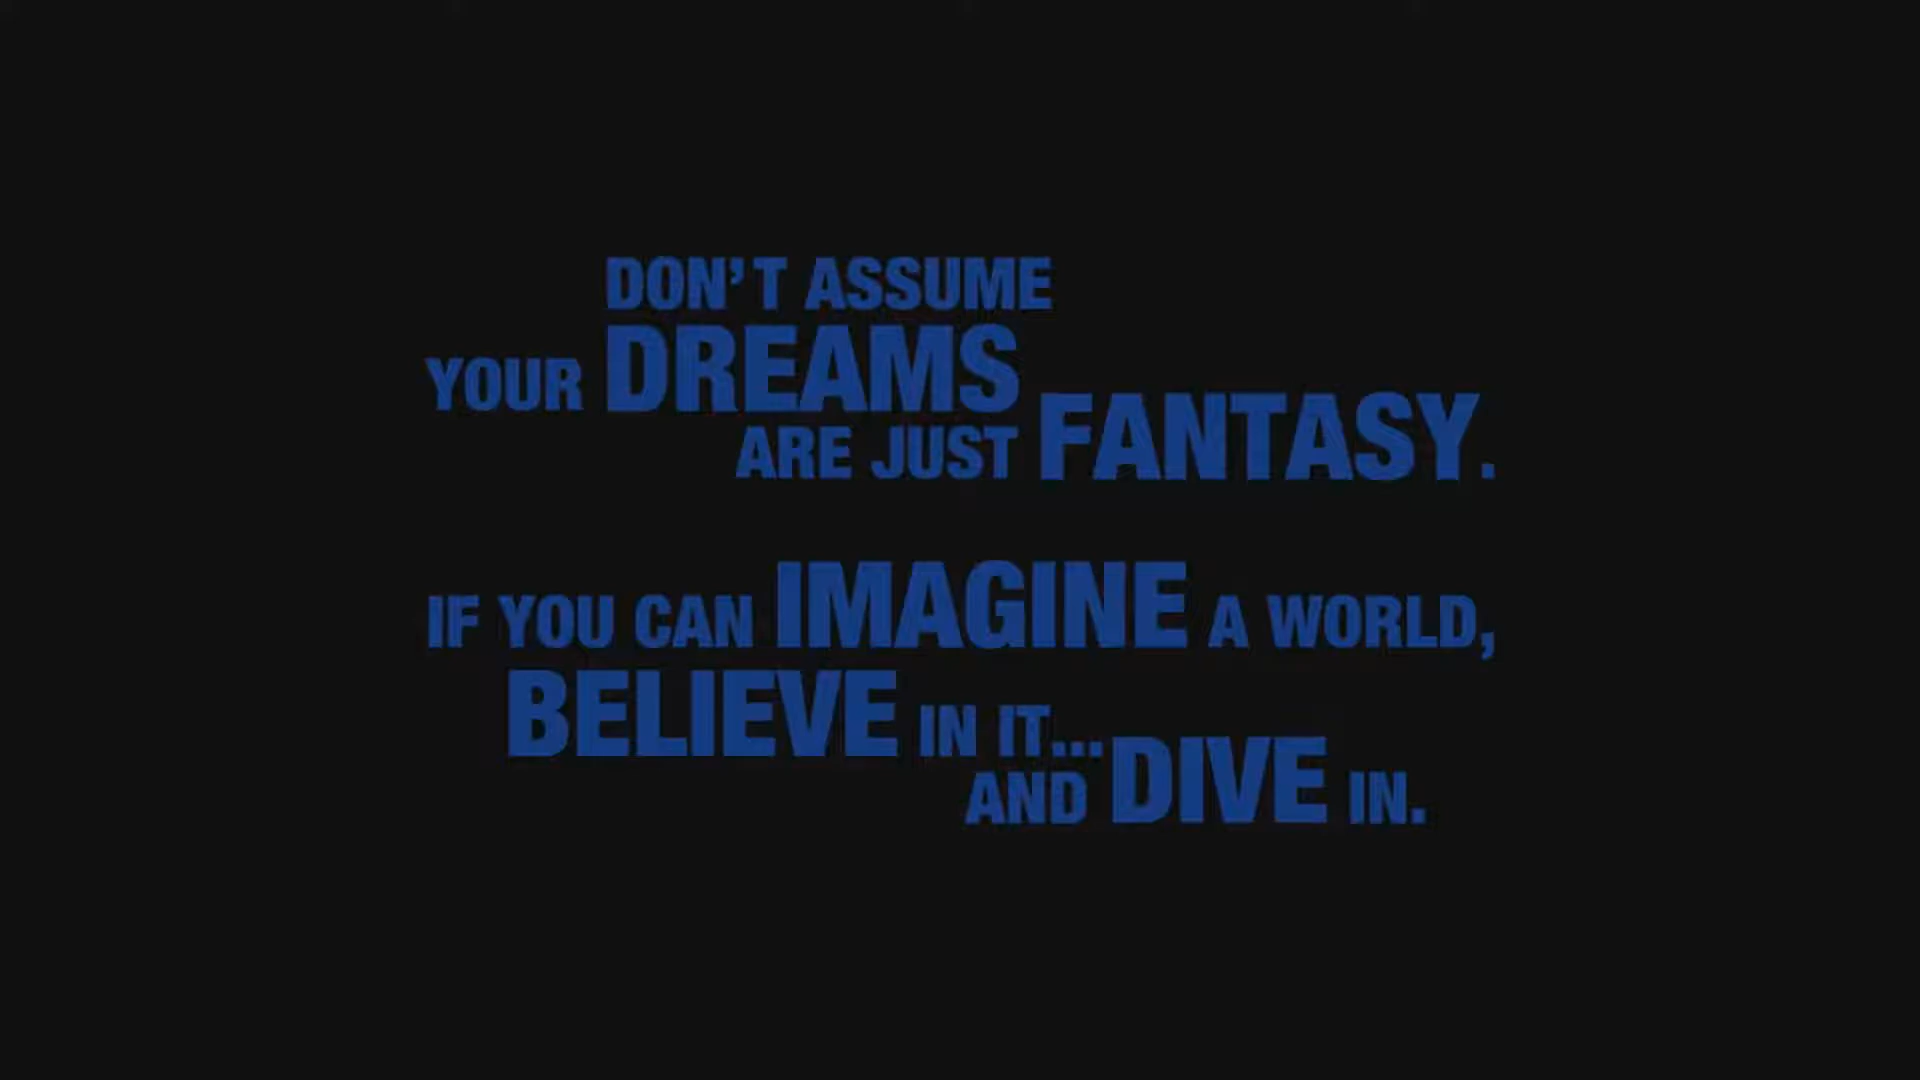 DON'T ASSUME
YOUR DREAMS
ARE JUST FANTASY.
IF YOU CAN IMAGINE A WORLD,
BELIEVE IN IT...
AND DIVE IN.